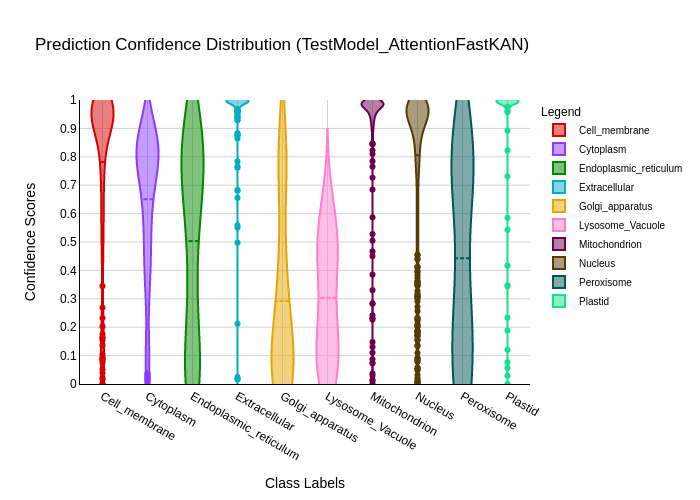 Prediction Confidence Distribution (TestModel_AttentionFastKAN)
Legend
Cell_membrane
Cytoplasm
Endoplasmic_reticulum
Extracellular
Golgi_apparatus
Lysosome_Vacuole
Mitochondrion
Nucleus
Peroxisome
Plastid
Confidence Scores
1
0.9
0.8
0.7
0.6
0.5
0.4
0.3
0.2
0.1
0
Cell_membrane
Cytoplasm
Endoplasmic_reticulum
Extracellular
Golgi_apparatus
Lysosome_Vacuole
Mitochondrion
Nucleus
Peroxisome
Plastid
Class Labels